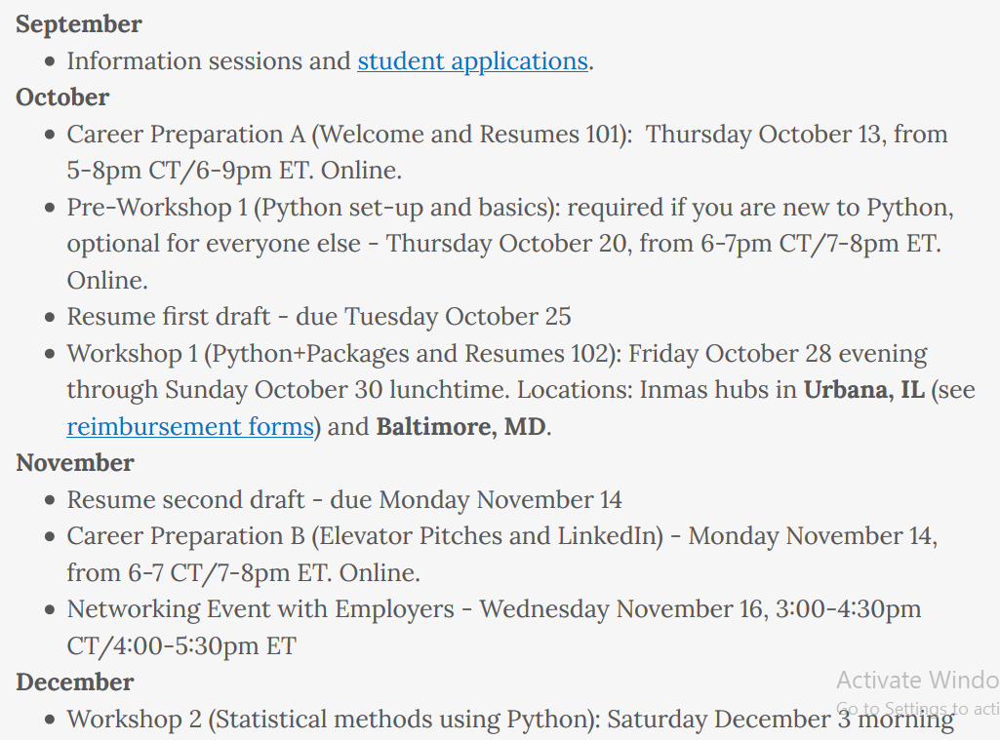 September
• Information sessions and student applications.
October
• Career Preparation A (Welcome and Resumes 101):  Thursday October 13, from
5-8pm CT/6-9pm ET. Online.
• Pre-Workshop 1 (Python set-up and basics): required if you are new to Python,
optional for everyone else - Thursday October 20, from 6-7pm CT/7-8pm ET.
Online.
• Resume first draft - due Tuesday October 25
• Workshop 1 (Python+Packages and Resumes 102): Friday October 28 evening
through Sunday October 30 lunchtime. Locations: Inmas hubs in Urbana, IL (see
reimbursement forms) and Baltimore, MD.
November
• Resume second draft - due Monday November 14
• Career Preparation B (Elevator Pitches and LinkedIn) - Monday November 14,
from 6-7 CT/7-8pm ET. Online.
• Networking Event with Employers - Wednesday November 16, 3:00-4:30pm
CT/4:00-5:30pm ET
December
• Workshop 2 (Statistical methods using Python): Saturday December 3 morning
Activate Windo
Go to Settings to acti